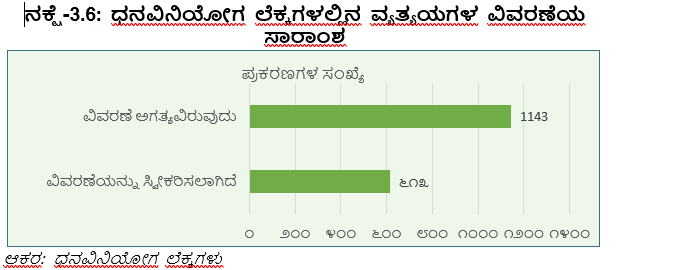 ನಕ್ಷೆ-3.6: ಧನವಿನಿಯೋಗ ಲೆಕ್ಕಗಳಲ್ಲಿನ ವ್ಯತ್ಯಯಗಳ ವಿವರಣೆಯ
ಸಾರಾಂಶ
ಪ್ರಕರಣಗಳ ಸಂಖ್ಯೆ
ವಿವರಣೆ ಅಗತ್ಯವಿರುವುದು 1143
ವಿವರಣೆಯನ್ನು ಸ್ವೀಕರಿಸಲಾಗಿದೆ ೬೧೩
೦ ೨೦೦ ೪೦೦ ೬೦೦ ೮೦೦ ೧೦೦೦ ೧೨೦೦ ೧೪೦೦
ಆಕರ: ಧನವಿನಿಯೋಗ ಲೆಕ್ಕಗಳು